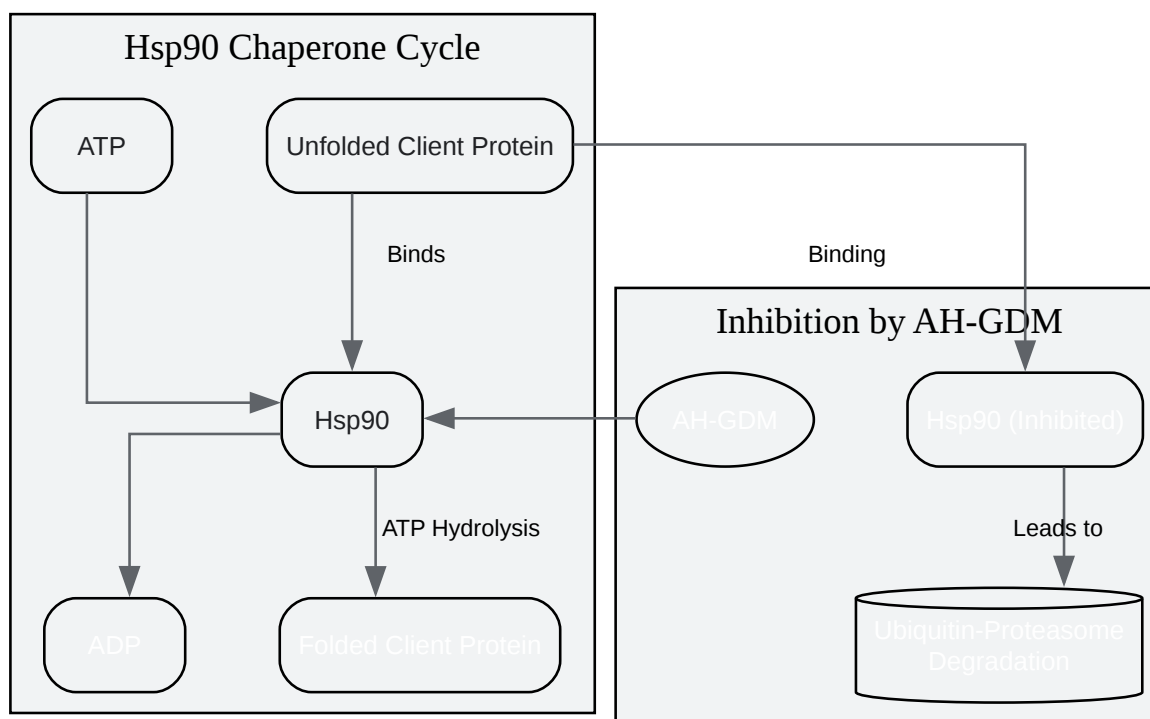 Hsp90 Chaperone Cycle
ATP
Unfolded Client Protein
Binds
Binding
Inhibition by AH-GDM
Hsp90
AH-GDM
Hsp90 (Inhibited)
ATP Hydrolysis
Leads to
ADP
Folded Client Protein
Ubiquitin-Proteasome
Degradation